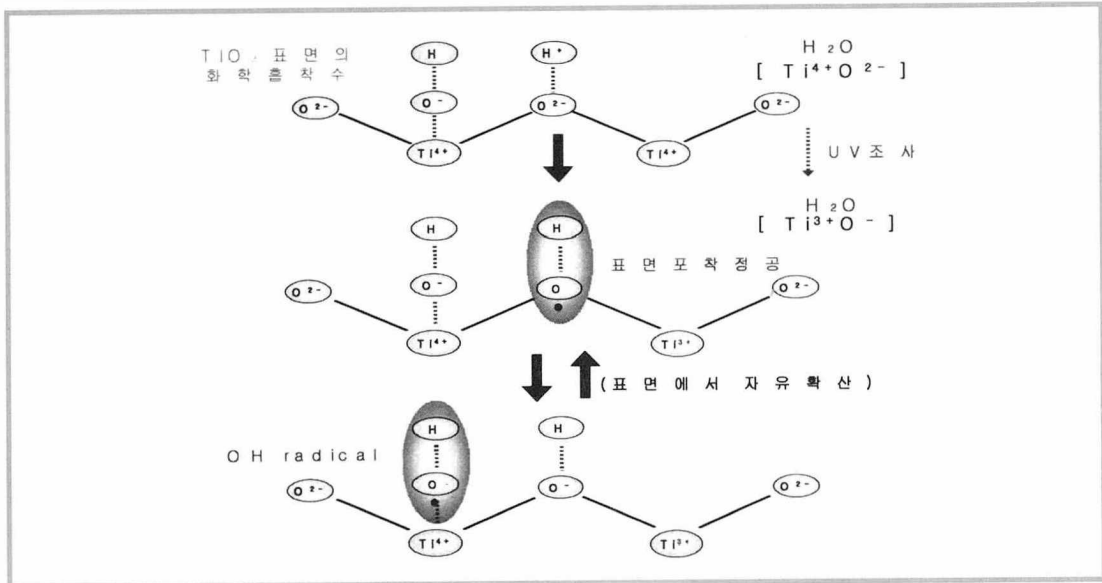 TiO₂ 표면의
화학흡착수
H
H⁺
H₂O
[ Ti⁴⁺O²⁻ ]
O²⁻
O⁻
O²⁻
O²⁻
Ti⁴⁺
Ti⁴⁺
UV조사
H₂O
[ Ti³⁺O⁻ ]
H
H
표면포착정공
O²⁻
O⁻
O
O²⁻
Ti⁴⁺
Ti³⁺
(표면에서 자유확산)
H
H
OH radical
O²⁻
O
O⁻
O²⁻
Ti⁴⁺
Ti³⁺